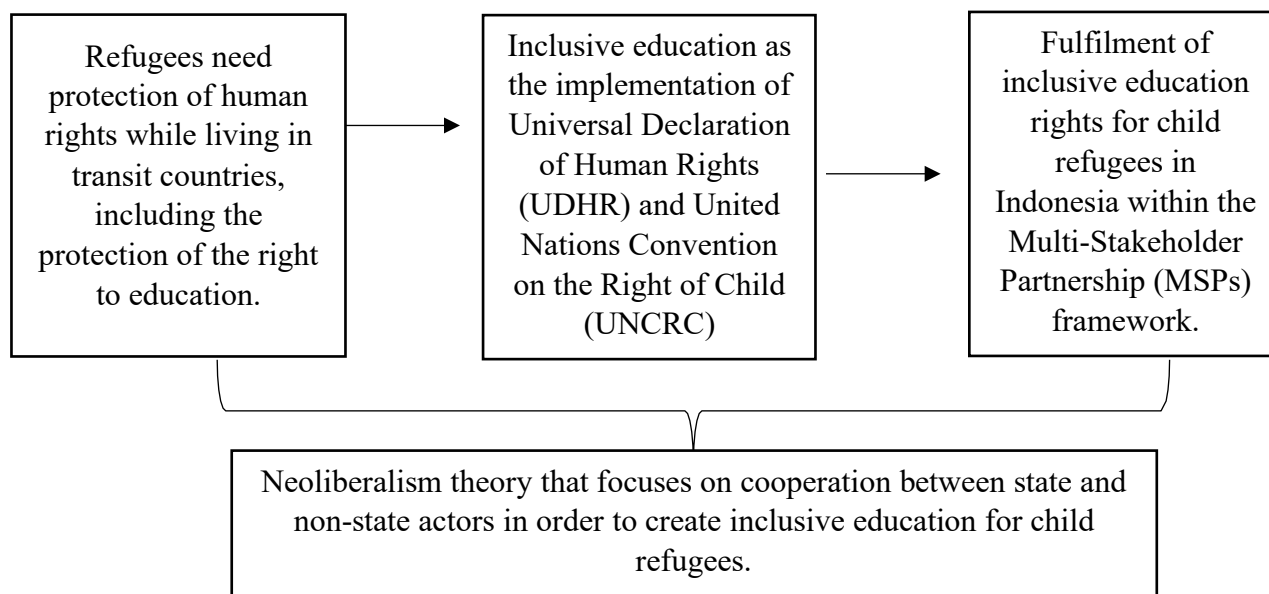 Refugees need
protection of human
rights while living in
transit countries,
including the
protection of the right
to education.
Inclusive education as
the implementation of
Universal Declaration
of Human Rights
(UDHR) and United
Nations Convention
on the Right of Child
(UNCRC)
Fulfilment of
inclusive education
rights for child
refugees in
Indonesia within the
Multi-Stakeholder
Partnership (MSPs)
framework.
Neoliberalism theory that focuses on cooperation between state and
non-state actors in order to create inclusive education for child
refugees.